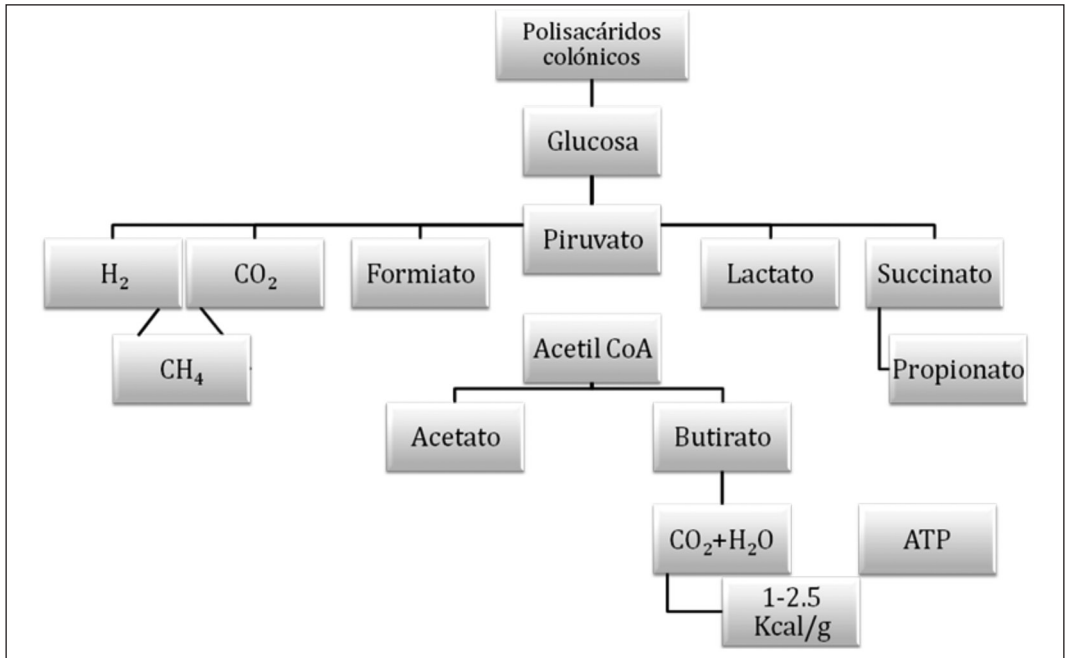 Polisacáridos
colónicos
Glucosa
Piruvato
H₂
CO₂
Formiato
Lactato
Succinato
CH₄
Acetil CoA
Propionato
Acetato
Butirato
CO₂+H₂O
ATP
1-2.5
Kcal/g